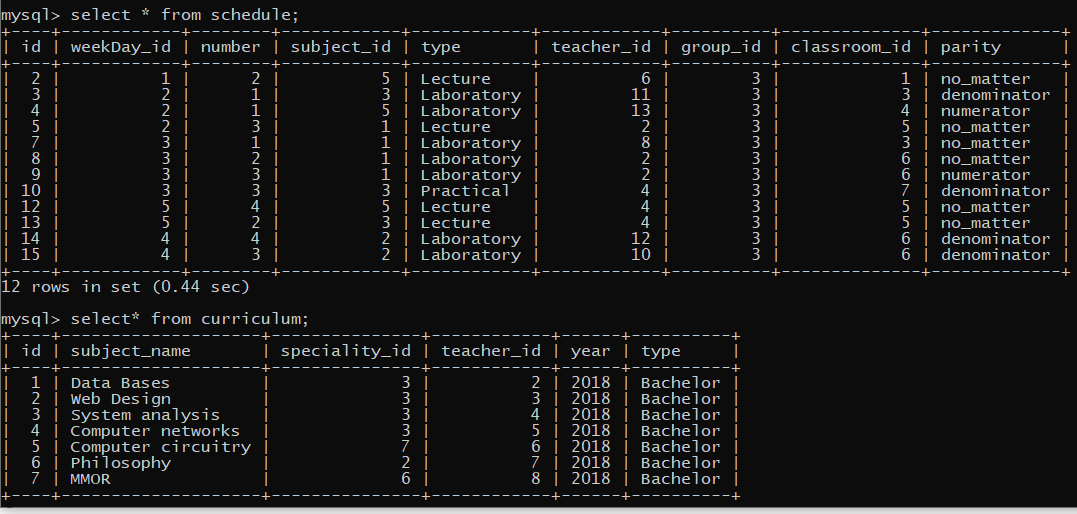 mysql> select * from schedule;
+----+------------+--------+------------+------------+------------+----------+--------------+-------------+
| id | weekDay_id | number | subject_id | type       | teacher_id | group_id | classroom_id | parity      |
+----+------------+--------+------------+------------+------------+----------+--------------+-------------+
|  2 |          1 |      2 |          5 | Lecture    |          6 |        3 |            1 | no_matter   |
|  3 |          2 |      1 |          3 | Laboratory |         11 |        3 |            3 | denominator |
|  4 |          2 |      1 |          5 | Laboratory |         13 |        3 |            4 | numerator   |
|  5 |          2 |      3 |          1 | Lecture    |          2 |        3 |            5 | no_matter   |
|  7 |          3 |      1 |          1 | Laboratory |          8 |        3 |            3 | no_matter   |
|  8 |          3 |      2 |          1 | Laboratory |          2 |        3 |            6 | no_matter   |
|  9 |          3 |      3 |          1 | Laboratory |          2 |        3 |            6 | numerator   |
| 10 |          3 |      3 |          3 | Practical  |          4 |        3 |            7 | denominator |
| 12 |          5 |      4 |          5 | Lecture    |          4 |        3 |            5 | no_matter   |
| 13 |          5 |      2 |          3 | Lecture    |          4 |        3 |            5 | no_matter   |
| 14 |          4 |      4 |          2 | Laboratory |         12 |        3 |            6 | denominator |
| 15 |          4 |      3 |          2 | Laboratory |         10 |        3 |            6 | denominator |
+----+------------+--------+------------+------------+------------+----------+--------------+-------------+
12 rows in set (0.44 sec)
mysql> select* from curriculum;
+----+--------------------+---------------+------------+------+----------+
| id | subject_name       | speciality_id | teacher_id | year | type     |
+----+--------------------+---------------+------------+------+----------+
|  1 | Data Bases         |             3 |          2 | 2018 | Bachelor |
|  2 | Web Design         |             3 |          3 | 2018 | Bachelor |
|  3 | System analysis    |             3 |          4 | 2018 | Bachelor |
|  4 | Computer networks  |             3 |          5 | 2018 | Bachelor |
|  5 | Computer circuitry |             7 |          6 | 2018 | Bachelor |
|  6 | Philosophy         |             2 |          7 | 2018 | Bachelor |
|  7 | MMOR               |             6 |          8 | 2018 | Bachelor |
+----+--------------------+---------------+------------+------+----------+